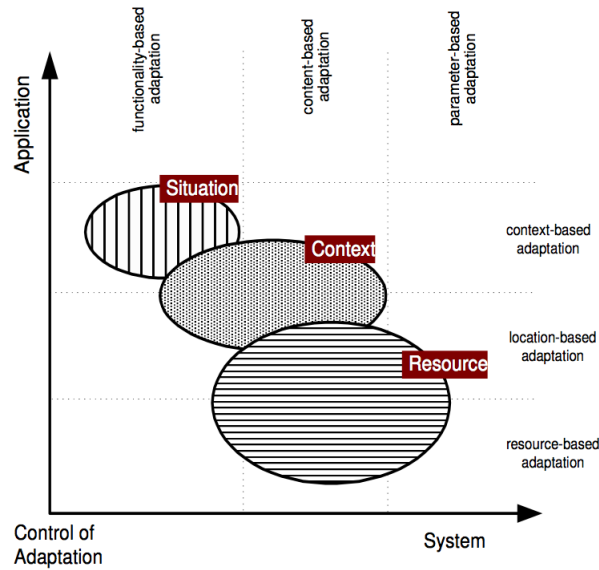 functionality-based
adaptation
content-based
adaptation
parameter-based
adaptation
Application
Situation
context-based
adaptation
Context
location-based
adaptation
Resource
resource-based
adaptation
Control of
Adaptation
System